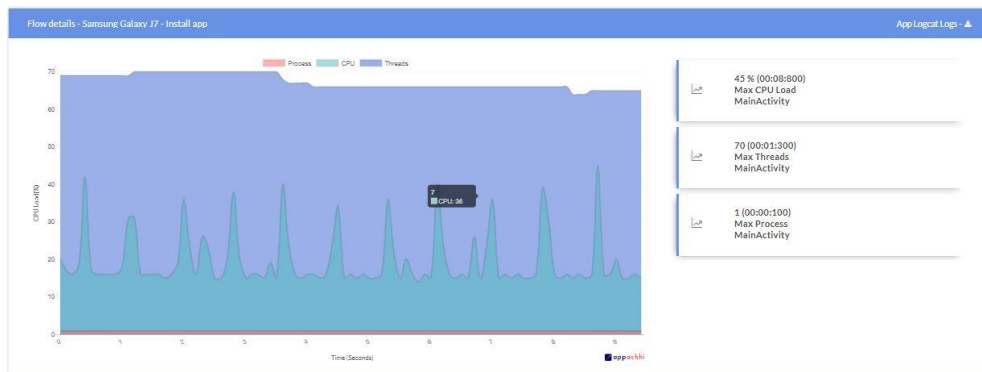 Flow details - Samsung Galaxy J7 - Install app
App Logcat Logs -
Process CPU Threads
70
60
50
40
30
20
10
0
CPU Load(%)
7
CPU: 36
0 1 2 3 4 5 6 7 8 9
Time (Seconds)
appachhi
45 % (00:08:800)
Max CPU Load
MainActivity
70 (00:01:300)
Max Threads
MainActivity
1 (00:00:100)
Max Process
MainActivity